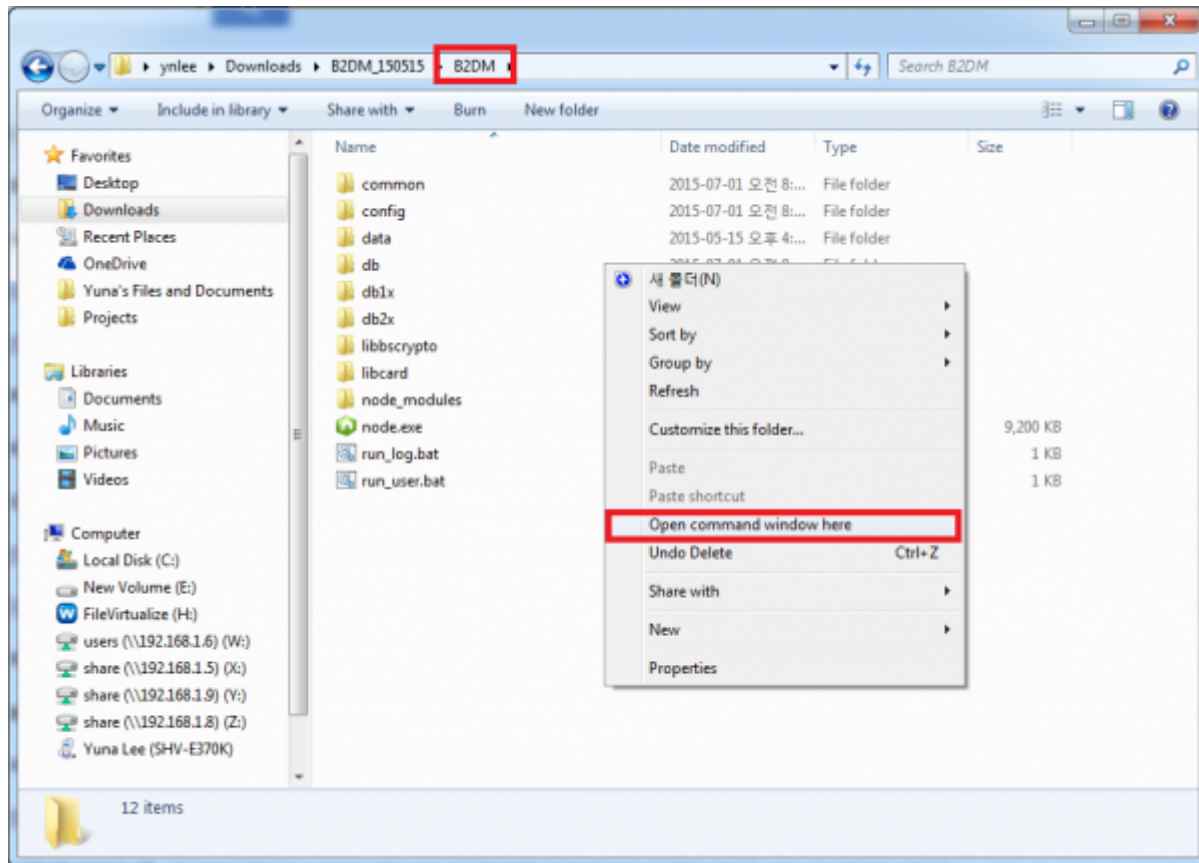 ynlee Downloads B2DM_150515 B2DM Search B2DM
Organize Include in library Share with Burn New folder
Favorites
Desktop
Downloads
Recent Places
OneDrive
Yuna's Files and Documents
Projects
Libraries
Documents
Music
Pictures
Videos
Computer
Local Disk (C:)
New Volume (E:)
FileVirtualize (H:)
users (\\192.168.1.6) (W:)
share (\\192.168.1.5) (X:)
share (\\192.168.1.9) (Y:)
share (\\192.168.1.8) (Z:)
Yuna Lee (SHV-E370K)
Name Date modified Type Size
common 2015-07-01 오전 8:... File folder
config 2015-07-01 오전 8:... File folder
data 2015-05-15 오후 4:... File folder
db
db1x
db2x
libbscrypto
libcard
node_modules
node.exe 9,200 KB
run_log.bat 1 KB
run_user.bat 1 KB
새 폴더(N)
View
Sort by
Group by
Refresh
Customize this folder...
Paste
Paste shortcut
Open command window here
Undo Delete Ctrl+Z
Share with
New
Properties
12 items